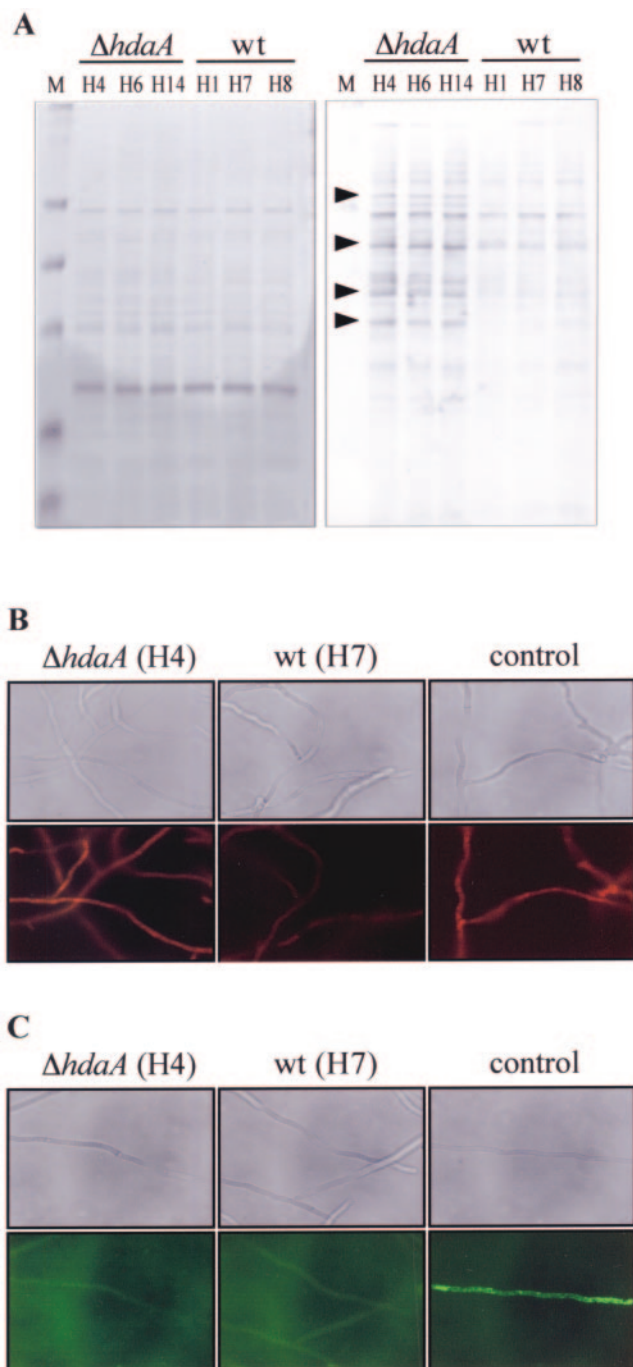 A
ΔhdaA wt ΔhdaA wt
M H4 H6 H14 H1 H7 H8 M H4 H6 H14 H1 H7 H8
B
ΔhdaA (H4) wt (H7) control
C
ΔhdaA (H4) wt (H7) control